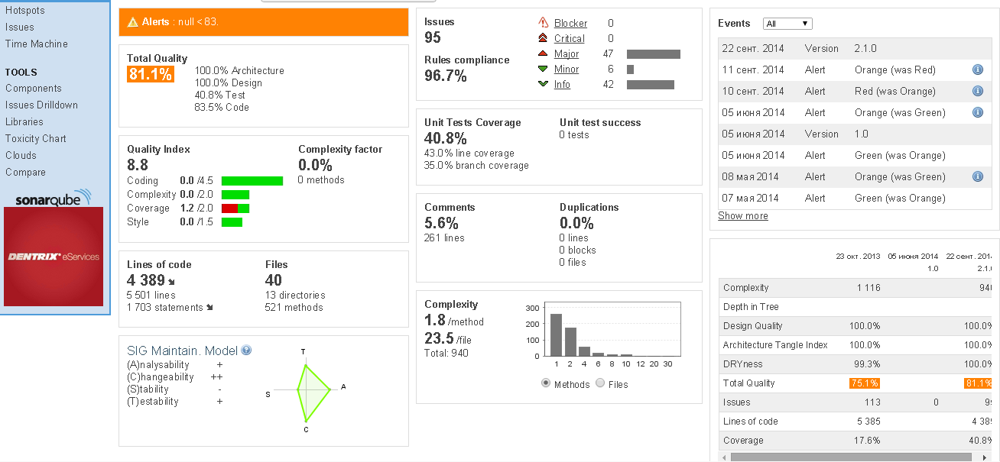 Hotspots
Issues
Time Machine
TOOLS
Components
Issues Drilldown
Libraries
Toxicity Chart
Clouds
Compare
sonarqube
DENTRIX eServices
Alerts : null < 83.
Total Quality
81.1%
100.0% Architecture
100.0% Design
40.8% Test
83.5% Code
Quality Index
8.8
Coding 0.0 /4.5
Complexity 0.0 /2.0
Coverage 1.2 /2.0
Style 0.0 /1.5
Complexity factor
0.0%
0 methods
Lines of code
4 389
5 501 lines
1 703 statements
Files
40
13 directories
521 methods
SIG Maintain. Model ?
(A)nalysability +
(C)hangeability ++
(S)tability -
(T)estability +
T
A
S
C
Issues
95
Rules compliance
96.7%
Blocker 0
Critical 0
Major 47
Minor 6
Info 42
Unit Tests Coverage
40.8%
43.0% line coverage
35.0% branch coverage
Unit test success
0 tests
Comments
5.6%
261 lines
Duplications
0.0%
0 lines
0 blocks
0 files
Complexity
1.8 /method
23.5 /file
Total: 940
300
200
100
0
1 2 4 6 8 10 12 20 30
Methods Files
Events All
22 сент. 2014 Version 2.1.0
11 сент. 2014 Alert Orange (was Red)
10 сент. 2014 Alert Red (was Orange)
05 июня 2014 Alert Orange (was Green)
05 июня 2014 Version 1.0
05 июня 2014 Alert Green (was Orange)
08 мая 2014 Alert Orange (was Green)
07 мая 2014 Alert Green (was Orange)
Show more
23 окт. 2013 05 июня 2014 22 сент. 2014
1.0 2.1.
Complexity 1 116 940
Depth in Tree
Design Quality 100.0% 100.0%
Architecture Tangle Index 100.0% 100.0%
DRYness 99.3% 100.0%
Total Quality 75.1% 81.1%
Issues 113 0 95
Lines of code 5 385 4 389
Coverage 17.6% 40.8%